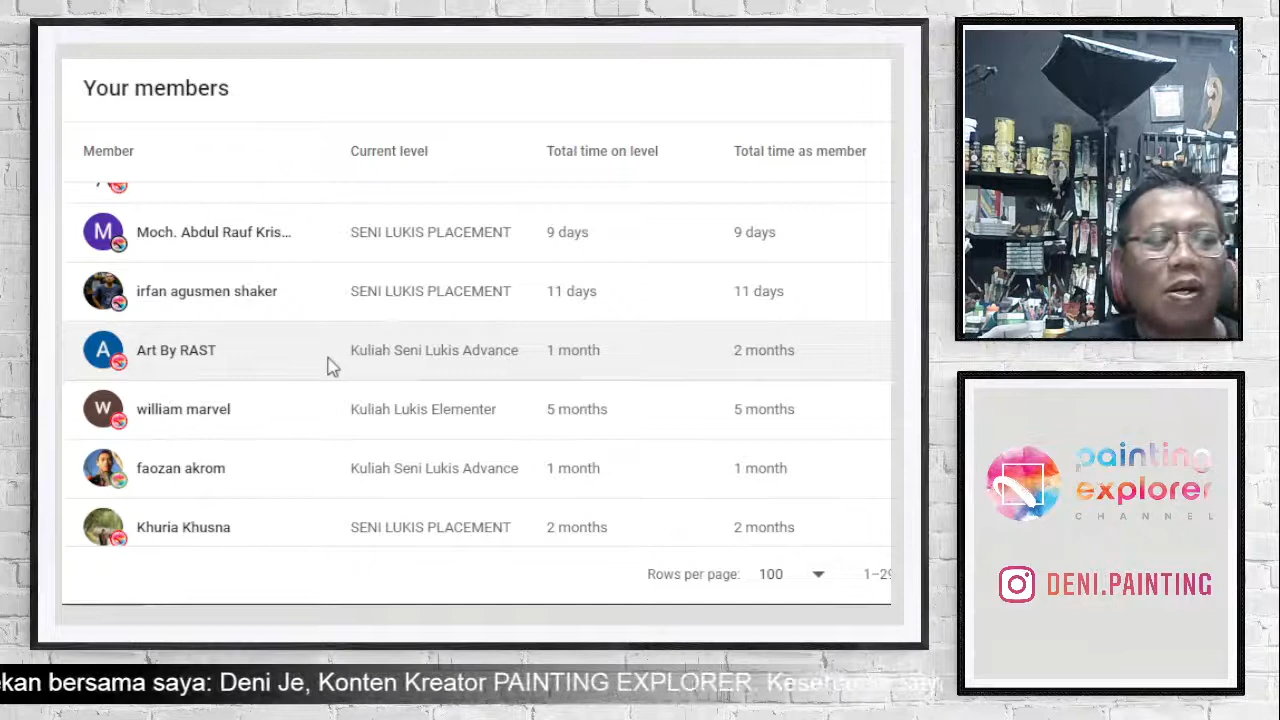 Your members
Member Current level Total time on level Total time as member
M Moch. Abdul Rauf Kris... SENI LUKIS PLACEMENT 9 days 9 days
irfan agusmen shaker SENI LUKIS PLACEMENT 11 days 11 days
A Art By RAST Kuliah Seni Lukis Advance 1 month 2 months
W william marvel Kuliah Lukis Elementer 5 months 5 months
faozan akrom Kuliah Seni Lukis Advance 1 month 1 month
Khuria Khusna SENI LUKIS PLACEMENT 2 months 2 months
Rows per page: 100 1–29
painting
explorer
CHANNEL
DENI.PAINTING
ekan bersama saya: Deni Je, Konten Kreator PAINTING EXPLORER.